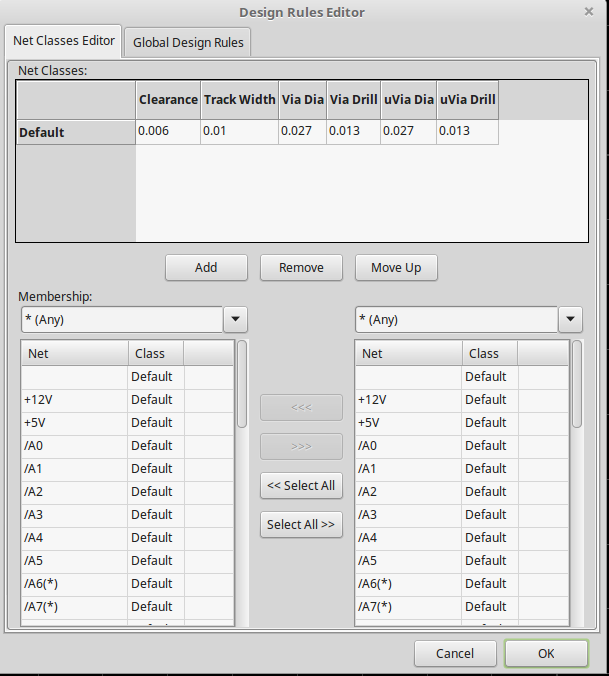 Design Rules Editor
Net Classes Editor Global Design Rules
Net Classes:
Clearance Track Width Via Dia Via Drill uVia Dia uVia Drill
Default 0.006 0.01 0.027 0.013 0.027 0.013
Add Remove Move Up
Membership:
* (Any) * (Any)
Net Class Net Class
Default Default
+12V Default +12V Default
+5V Default +5V Default
/A0 Default /A0 Default
/A1 Default /A1 Default
/A2 Default /A2 Default
/A3 Default /A3 Default
/A4 Default /A4 Default
/A5 Default /A5 Default
/A6(*) Default /A6(*) Default
/A7(*) Default /A7(*) Default
<<<
>>>
<< Select All
Select All >>
Cancel OK